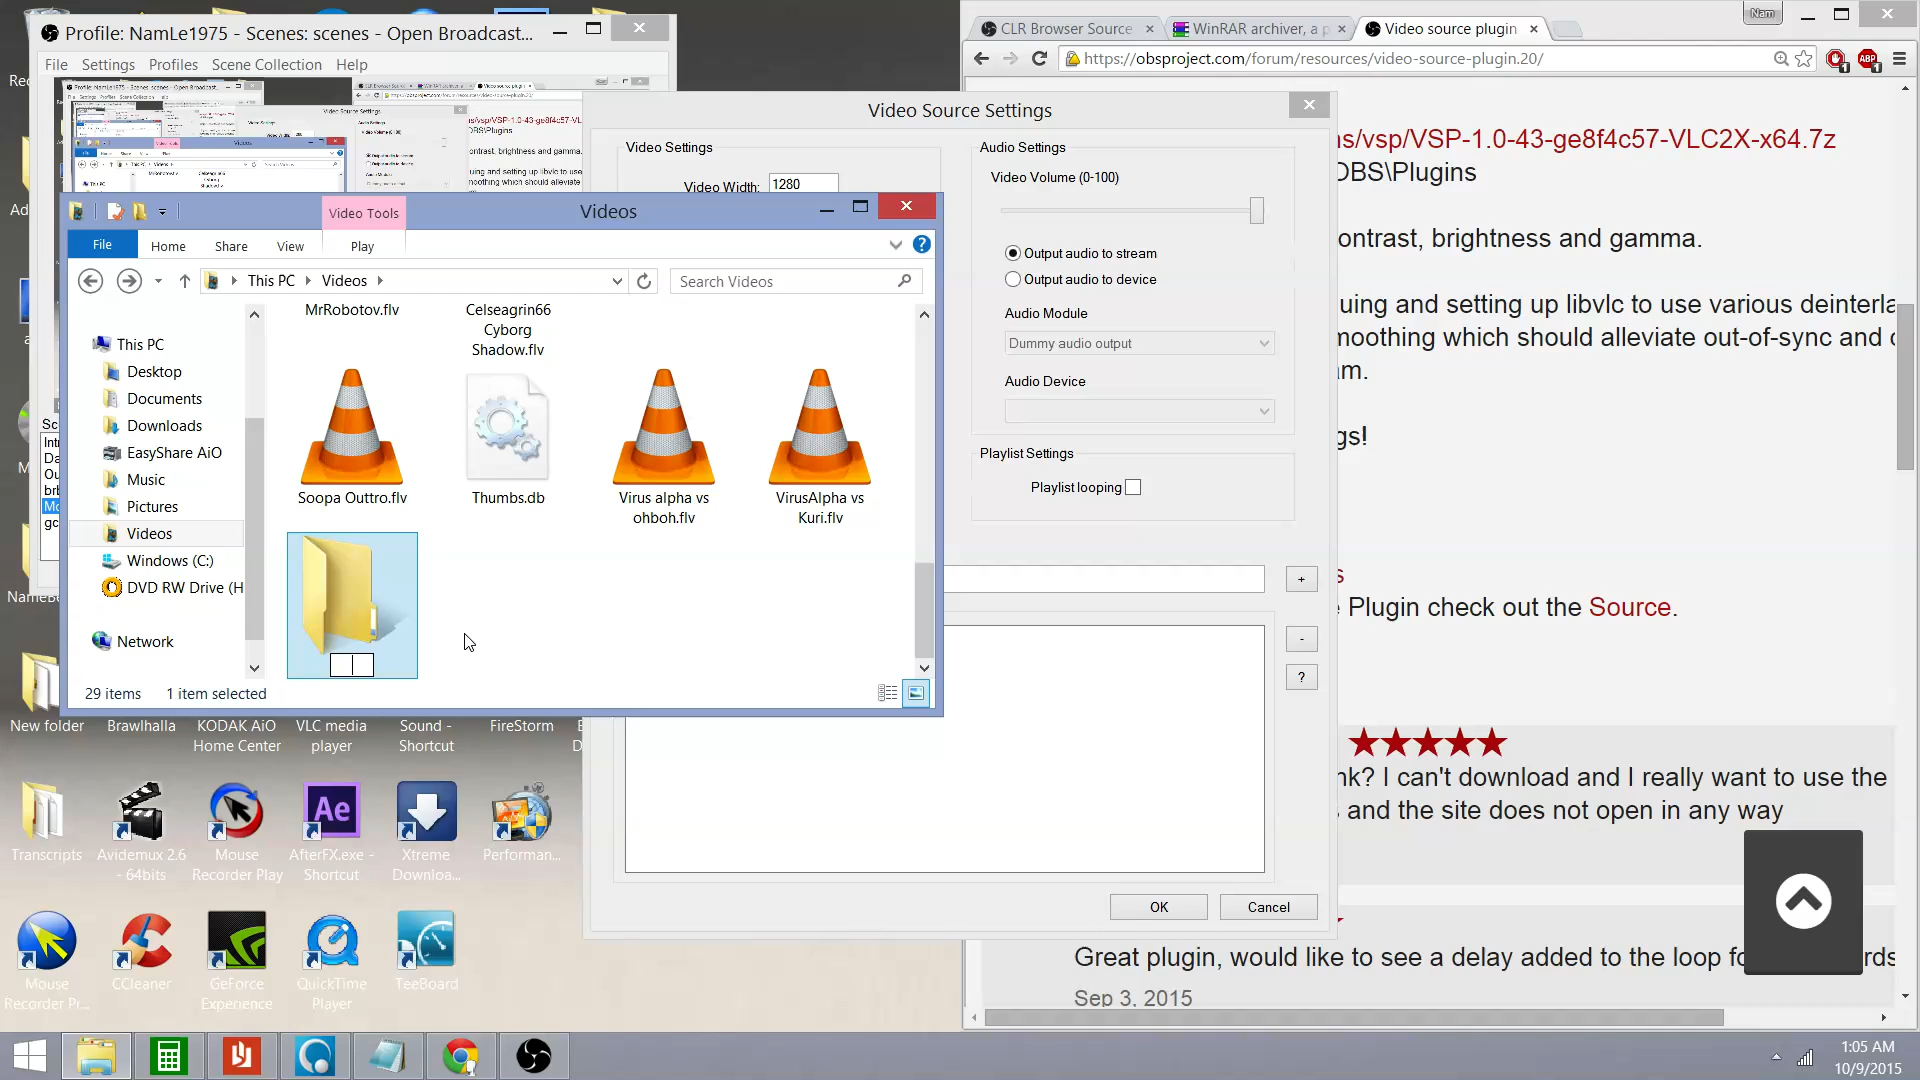 Profile: NamLe1975 - Scenes: scenes - Open Broadcast...
File Settings Profiles Scene Collection Help
CLR Browser Source
WinRAR archiver, a p
Video source plugin
Nam
https://obsproject.com/forum/resources/video-source-plugin.20/
ABP
Video Source Settings
Video Settings
Video Width: 1280
Audio Settings
Video Volume (0-100)
Output audio to stream
Output audio to device
Audio Module
Dummy audio output
Audio Device
Playlist Settings
Playlist looping
+
-
?
OK
Cancel
Video Tools
Videos
File Home Share View Play
This PC Videos
Search Videos
This PC
Desktop
Documents
Downloads
EasyShare AiO
Music
Pictures
Videos
Windows (C:)
DVD RW Drive (H
Network
MrRobotov.flv
Celseagrin66
Cyborg
Shadow.flv
Soopa Outtro.flv
Thumbs.db
Virus alpha vs
ohboh.flv
VirusAlpha vs
Kuri.flv
29 items 1 item selected
ns/vsp/VSP-1.0-43-ge8f4c57-VLC2X-x64.7z
OBS\Plugins
ontrast, brightness and gamma.
uing and setting up libvlc to use various deinterla
moothing which should alleviate out-of-sync and
am.
gs!
Plugin check out the Source.
nk? I can't download and I really want to use the
and the site does not open in any way
Great plugin, would like to see a delay added to the loop
Sep 3, 2015
New folder
Brawlhalla
KODAK AiO
Home Center
VLC media
player
Sound -
Shortcut
FireStorm
Transcripts
Avidemux 2.6
- 64bits
Mouse
Recorder Play
Ae
AfterFX.exe -
Shortcut
Xtreme
Downloa...
Performan...
Mouse
Recorder Pr...
CCleaner
GeForce
Experience
QuickTime
Player
TeeBoard
1:05 AM
10/9/2015